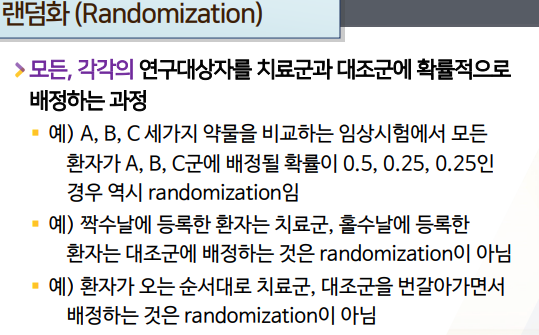 랜덤화 (Randomization)
모든, 각각의 연구대상자를 치료군과 대조군에 확률적으로
배정하는 과정
예) A, B, C 세가지 약물을 비교하는 임상시험에서 모든
환자가 A, B, C군에 배정될 확률이 0.5, 0.25, 0.25인
경우 역시 randomization임
예) 짝수날에 등록한 환자는 치료군, 홀수날에 등록한
환자는 대조군에 배정하는 것은 randomization이 아님
예) 환자가 오는 순서대로 치료군, 대조군을 번갈아가면서
배정하는 것은 randomization이 아님